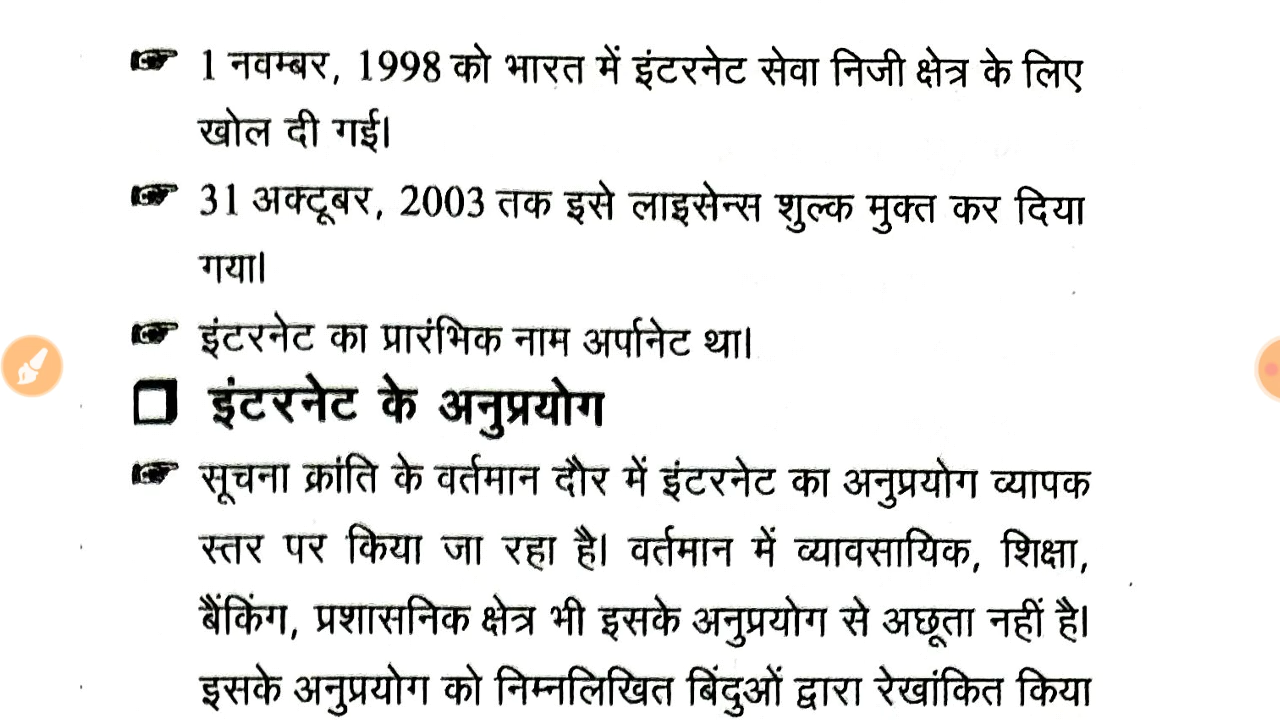 ☞ 1 नवम्बर, 1998 को भारत में इंटरनेट सेवा निजी क्षेत्र के लिए
खोल दी गई।
☞ 31 अक्टूबर, 2003 तक इसे लाइसेन्स शुल्क मुक्त कर दिया
गया।
☞ इंटरनेट का प्रारंभिक नाम अर्पानेट था।
❏ इंटरनेट के अनुप्रयोग
☞ सूचना क्रांति के वर्तमान दौर में इंटरनेट का अनुप्रयोग व्यापक
स्तर पर किया जा रहा है। वर्तमान में व्यावसायिक, शिक्षा,
बैंकिंग, प्रशासनिक क्षेत्र भी इसके अनुप्रयोग से अछूता नहीं है।
इसके अनुप्रयोग को निम्नलिखित बिंदुओं द्वारा रेखांकित किया